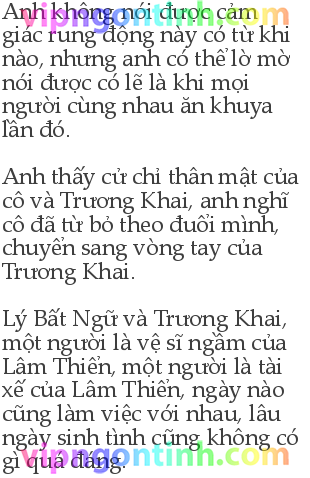 Anh không nói được cảm
vipngontinh.com
giác rung động này có từ khi
nào, nhưng anh có thể lờ mờ
nói được có lẽ là khi mọi
người cùng nhau ăn khuya
lần đó.
Anh thấy cử chỉ thân mật của
cô và Trương Khai, anh nghĩ
cô đã từ bỏ theo đuổi mình,
chuyển sang vòng tay của
Trương Khai.
Lý Bất Ngữ và Trương Khai,
một người là vệ sĩ ngầm của
Lâm Thiển, một người là tài
xế của Lâm Thiển, ngày nào
cũng làm việc với nhau, lâu
ngày sinh tình cũng không có
gì quá đáng.
vipngontinh.com